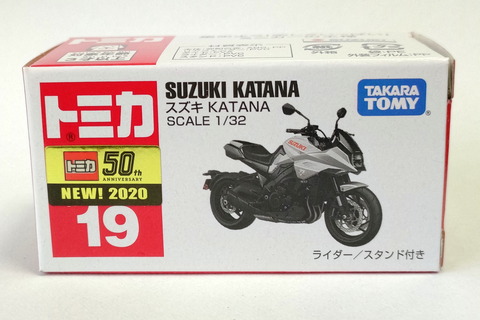 トミカ
®
トミカ 50th
ANNIVERSARY
NEW! 2020
19
SUZUKI KATANA
スズキ KATANA
SCALE 1/32
TAKARA
TOMY
SUZUKI
ライダー/スタンド付き